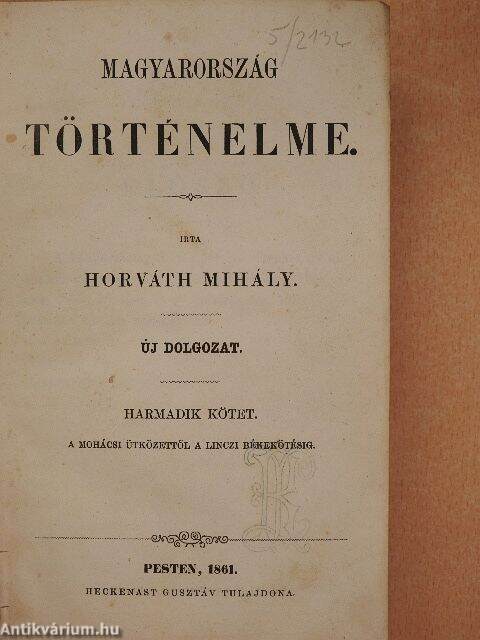 5/2132
MAGYARORSZÁG
TÖRTÉNELME.
IRTA
HORVÁTH MIHÁLY.
ÚJ DOLGOZAT.
HARMADIK KÖTET.
A MOHÁCSI ÜTKÖZETTŐL A LINCZI BÉKEKÖTÉSIG.
PESTEN, 1861.
HECKENAST GUSZTÁV TULAJDONA.
Antikvárium.hu